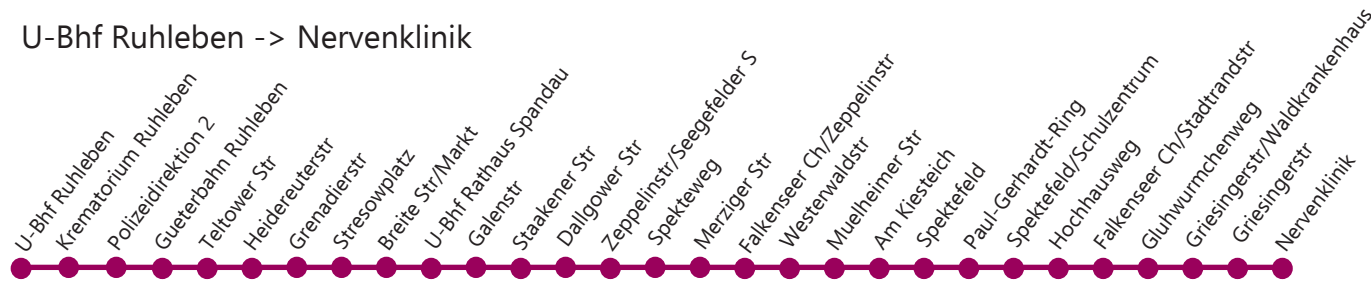 U-Bhf Ruhleben -> Nervenklinik
U-Bhf Ruhleben
Krematorium Ruhleben
Polizeidirektion 2
Gueterbahn Ruhleben
Teltower Str
Heidereuterstr
Grenadierstr
Stresowplatz
Breite Str/Markt
U-Bhf Rathaus Spandau
Galenstr
Staakener Str
Dallgower Str
Zeppelinstr/Seegefelder S
Spekteweg
Merziger Str
Falkenseer Ch/Zeppelinstr
Westerwaldstr
Muelheimer Str
Am Kiesteich
Spektefeld
Paul-Gerhardt-Ring
Spektefeld/Schulzentrum
Hochhausweg
Falkenseer Ch/Stadtrandstr
Gluhwurmchenweg
Griesingerstr/Waldkrankenhaus
Griesingerstr
Nervenklinik